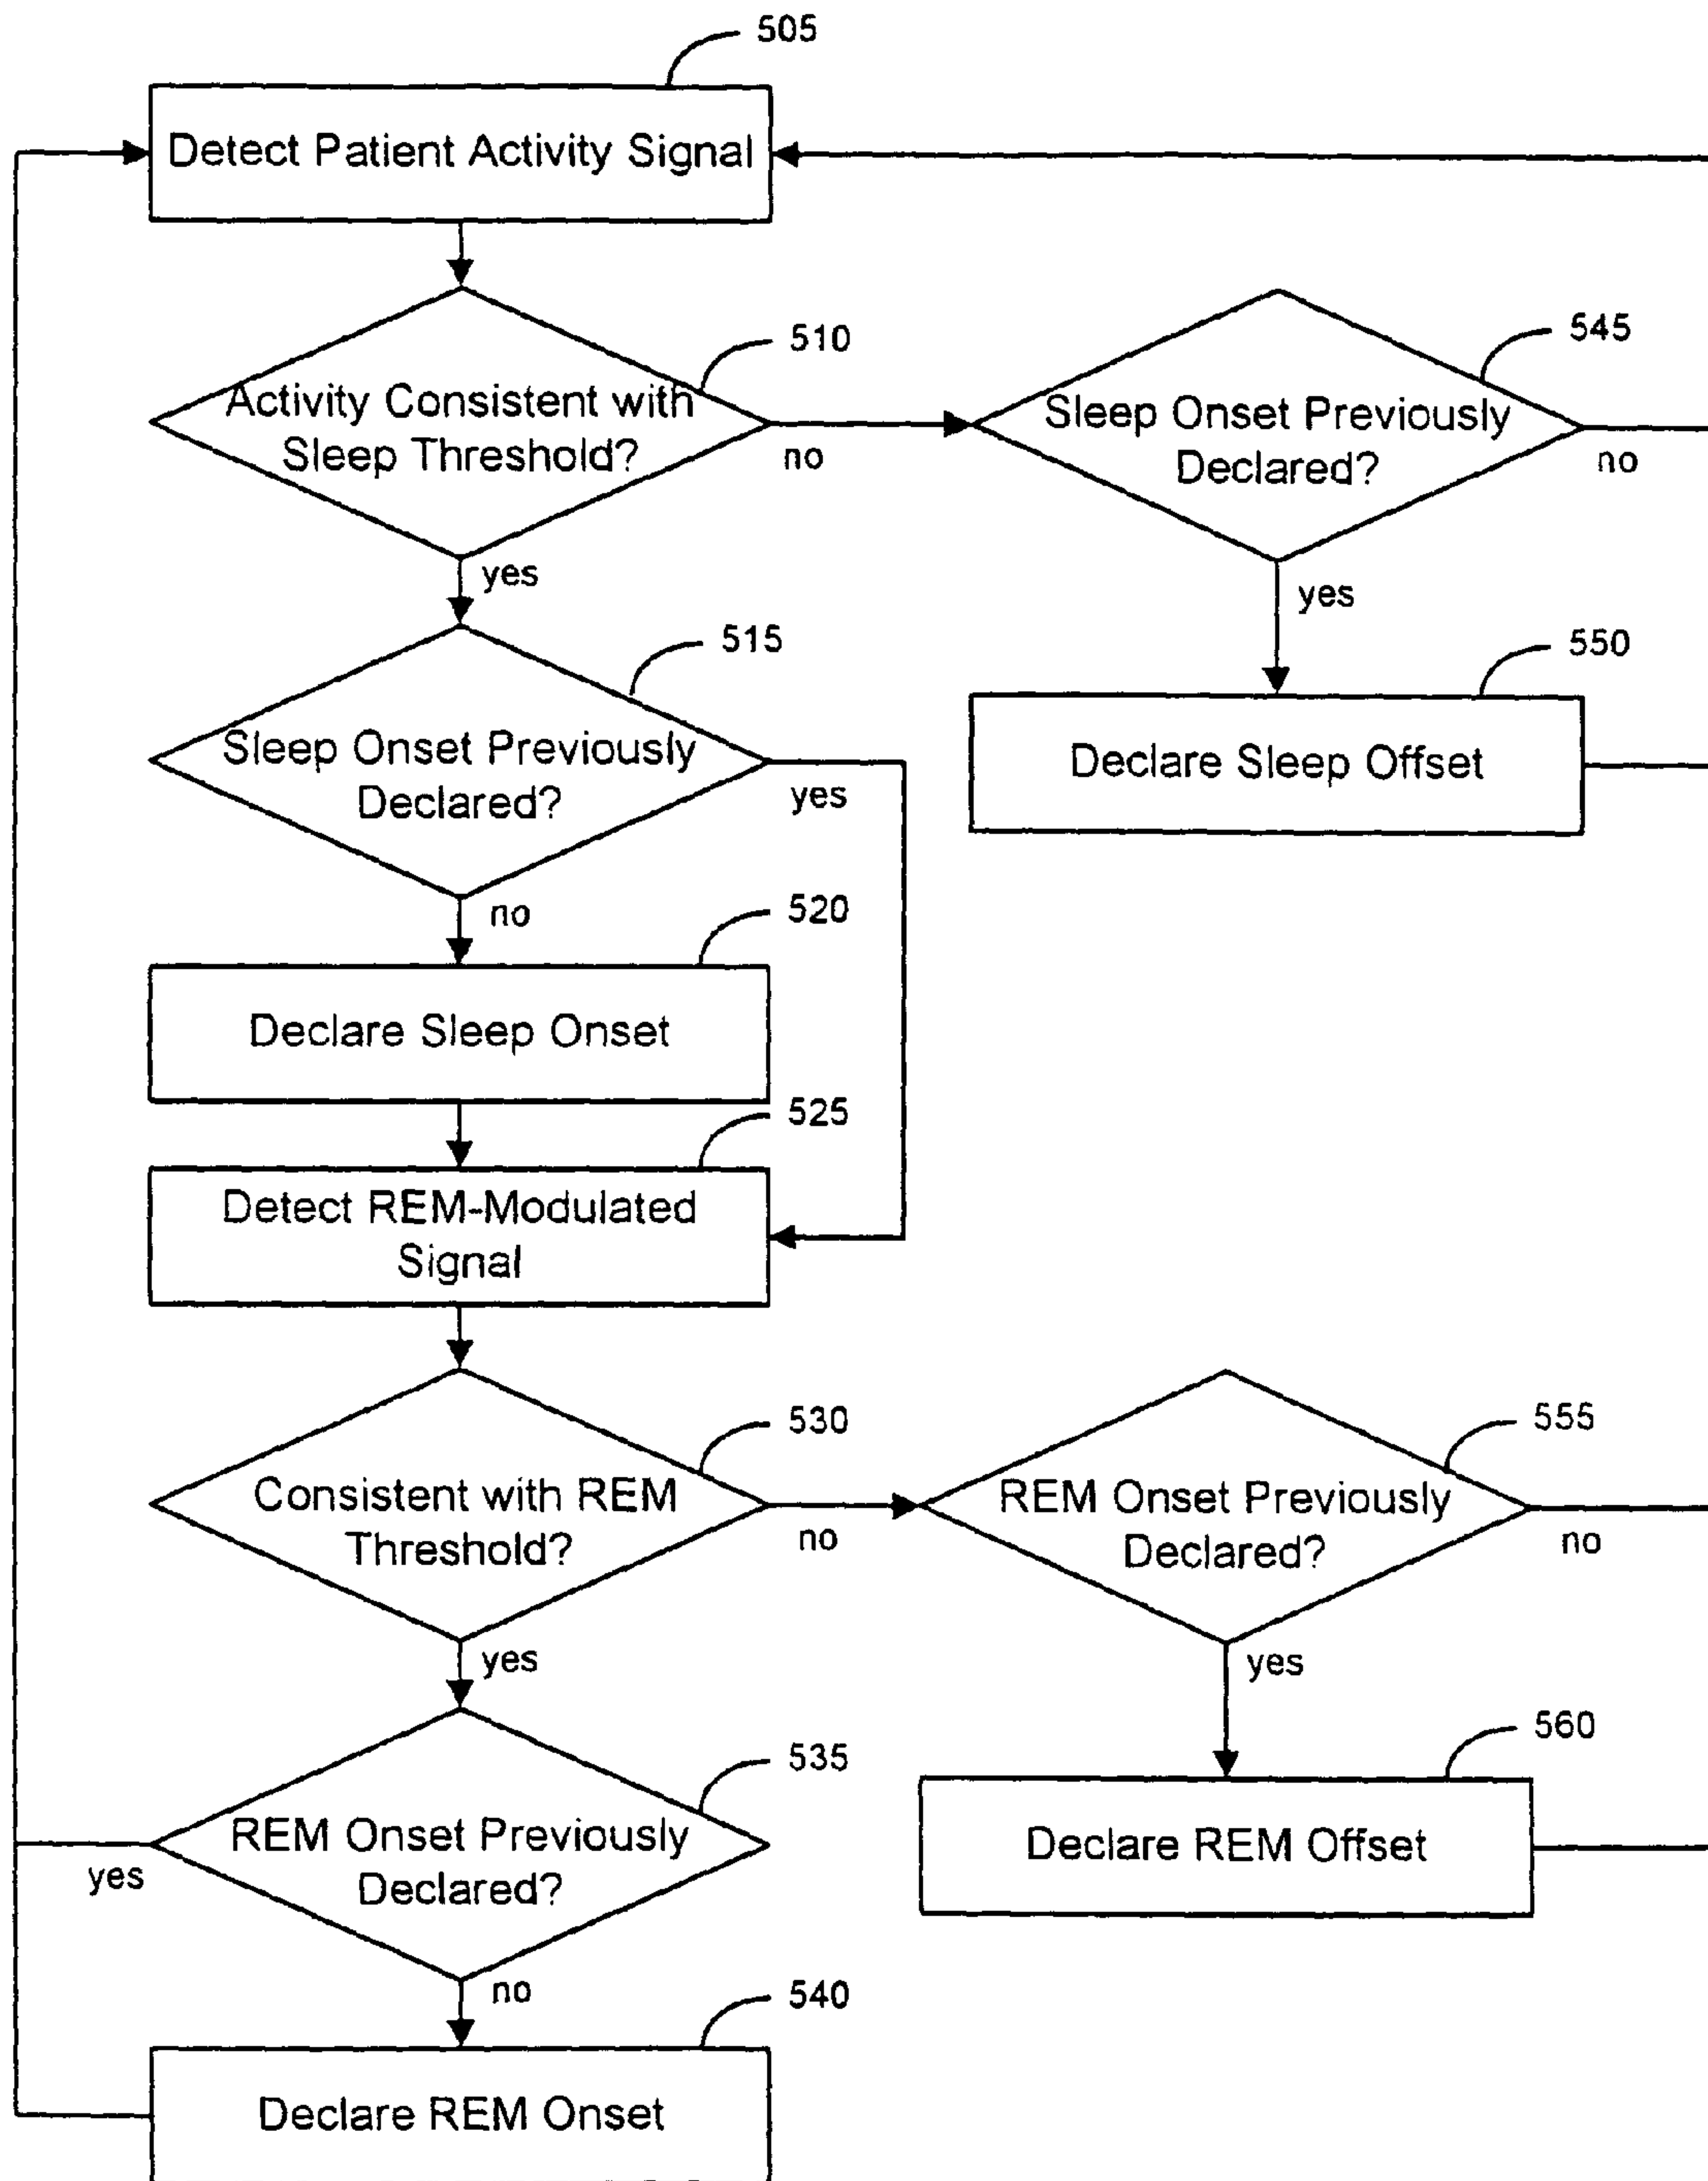 505
Detect Patient Activity Signal
510
Activity Consistent with
Sleep Threshold?
no
yes
545
Sleep Onset Previously
Declared?
no
yes
550
Declare Sleep Offset
515
Sleep Onset Previously
Declared?
yes
no
520
Declare Sleep Onset
525
Detect REM-Modulated
Signal
530
Consistent with REM
Threshold?
no
yes
555
REM Onset Previously
Declared?
no
yes
560
Declare REM Offset
535
REM Onset Previously
Declared?
yes
no
540
Declare REM Onset